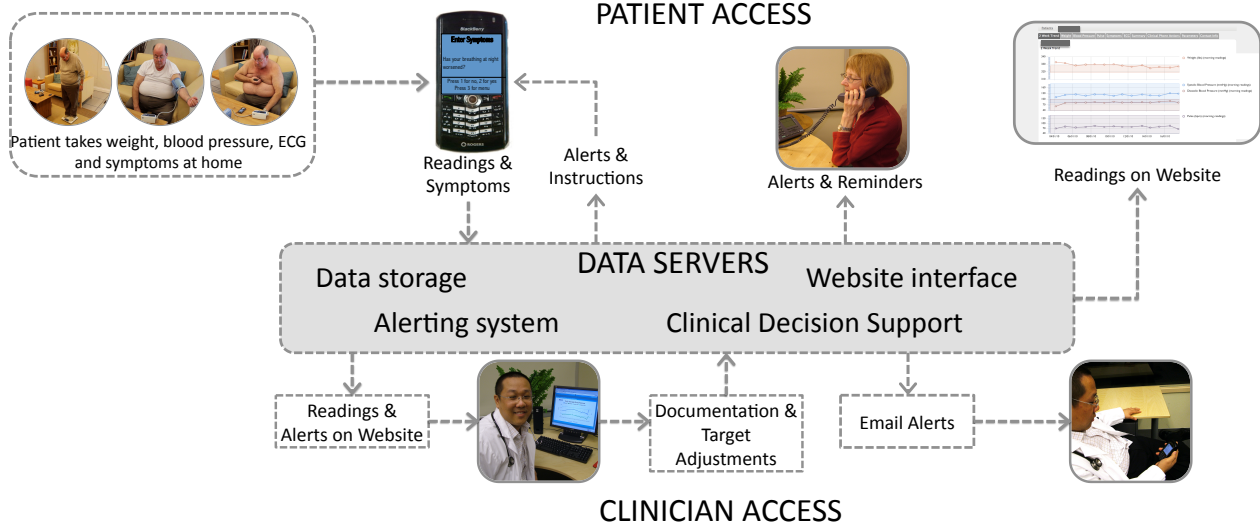 PATIENT ACCESS
Patient takes weight, blood pressure, ECG
and symptoms at home
BlackBerry
Enter Symptoms
Has your breathing at night
worsened?
Press 1 for no, 2 for yes
Press 3 for menu.
ROGERS
Readings &
Symptoms
Alerts &
Instructions
Alerts & Reminders
Readings on Website
DATA SERVERS
Data storage
Website interface
Alerting system
Clinical Decision Support
Readings &
Alerts on Website
Documentation &
Target
Adjustments
Email Alerts
CLINICIAN ACCESS